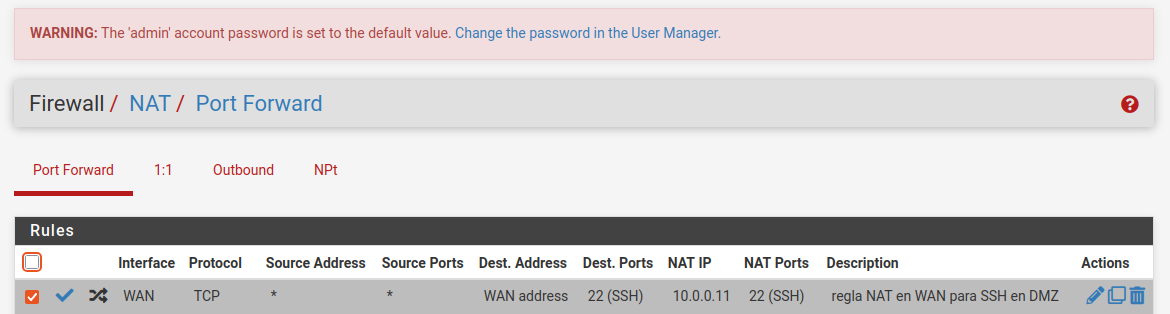 WARNING: The 'admin' account password is set to the default value. Change the password in the User Manager.
Firewall / NAT / Port Forward
Port Forward 1:1 Outbound NPt
Rules
Interface Protocol Source Address Source Ports Dest. Address Dest. Ports NAT IP NAT Ports Description Actions
WAN TCP * * WAN address 22 (SSH) 10.0.0.11 22 (SSH) regla NAT en WAN para SSH en DMZ